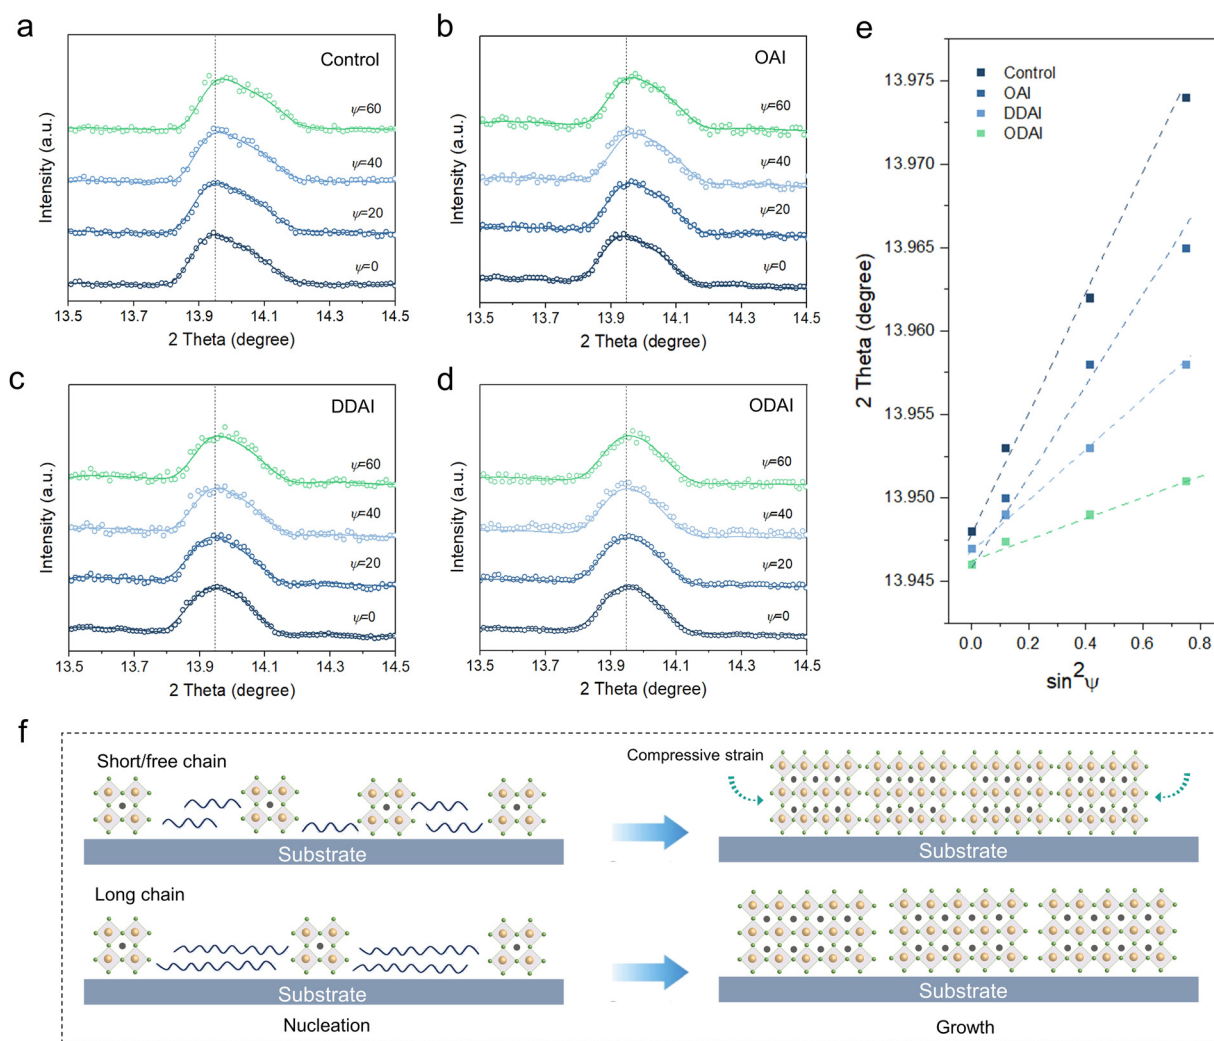 a
Control
ψ=60
ψ=40
ψ=20
ψ=0
Intensity (a.u.)
13.5 13.7 13.9 14.1 14.3 14.5
2 Theta (degree)
b
OAI
ψ=60
ψ=40
ψ=20
ψ=0
Intensity (a.u.)
13.5 13.7 13.9 14.1 14.3 14.5
2 Theta (degree)
c
DDAI
ψ=60
ψ=40
ψ=20
ψ=0
Intensity (a.u.)
13.5 13.7 13.9 14.1 14.3 14.5
2 Theta (degree)
d
ODAI
ψ=60
ψ=40
ψ=20
ψ=0
Intensity (a.u.)
13.5 13.7 13.9 14.1 14.3 14.5
2 Theta (degree)
e
Control
OAI
DDAI
ODAI
13.975
13.970
13.965
13.960
13.955
13.950
13.945
2 Theta (degree)
0.0 0.2 0.4 0.6 0.8
sin²ψ
f
Short/free chain
Compressive strain
Substrate
Substrate
Long chain
Substrate
Substrate
Nucleation
Growth